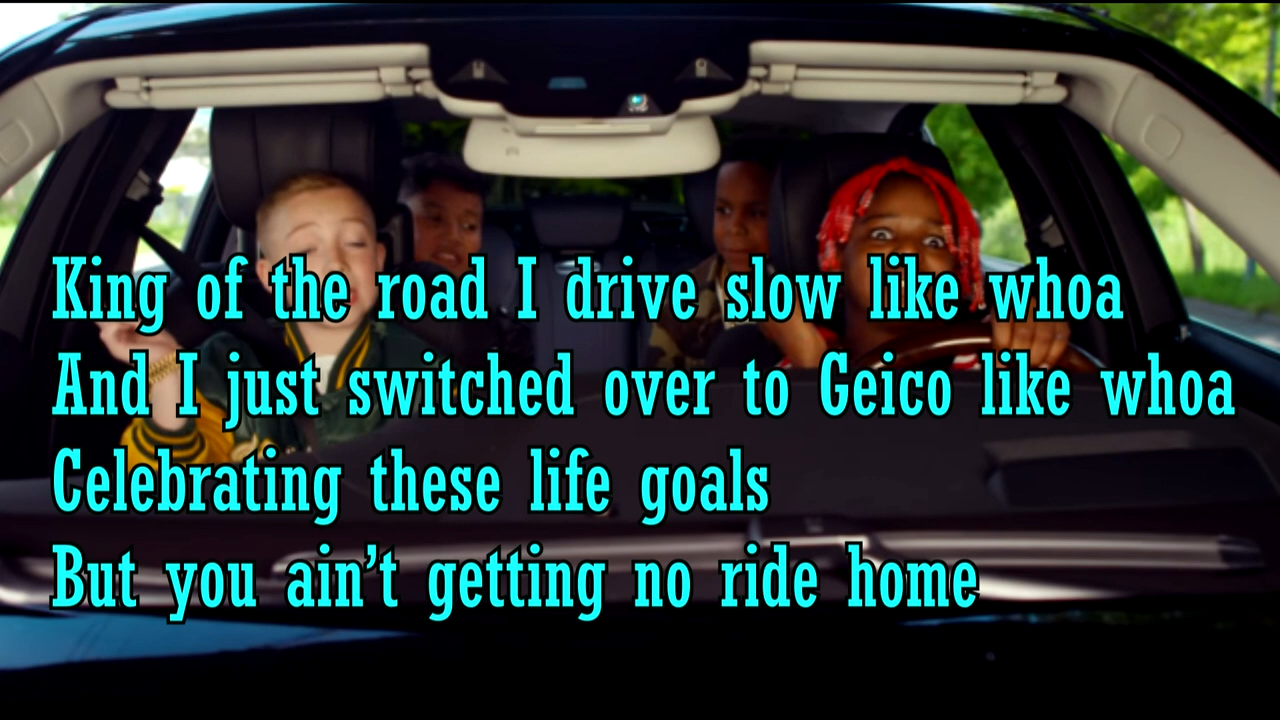 King of the road I drive slow like whoa
And I just switched over to Geico like whoa
Celebrating these life goals
But you ain't getting no ride home